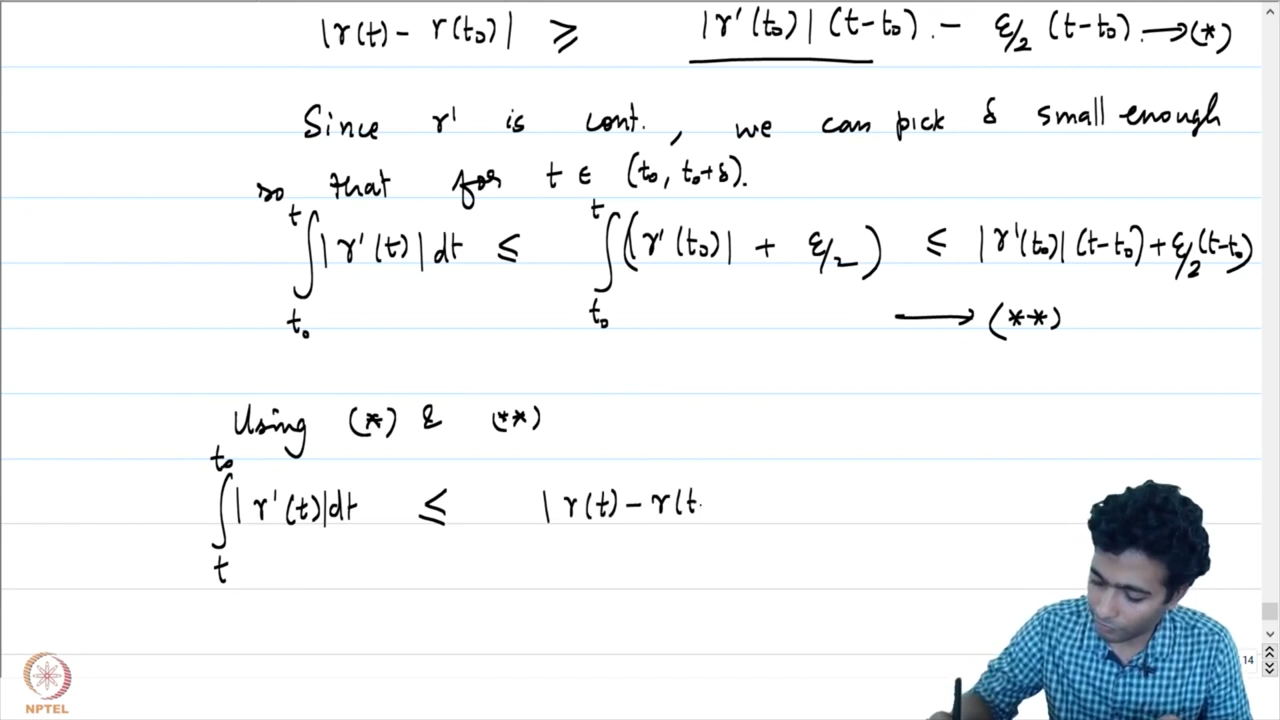 |γ(t) - γ(t₀)| ≥ |γ'(t₀)| (t-t₀) - ε/2 (t-t₀). → (*)
Since γ' is cont., we can pick δ small enough
so that for t ∈ (t₀, t₀+δ).
∫_{t₀}^{t} |γ'(t)| dt ≤ ∫_{t₀}^{t} (|γ'(t₀)| + ε/2) ≤ |γ'(t₀)| (t-t₀) + ε/2 (t-t₀)
→ (**)
Using (*) & (**)
∫_{t}^{t₀} |γ'(t)| dt ≤ |γ(t) - γ(t
14
NPTEL